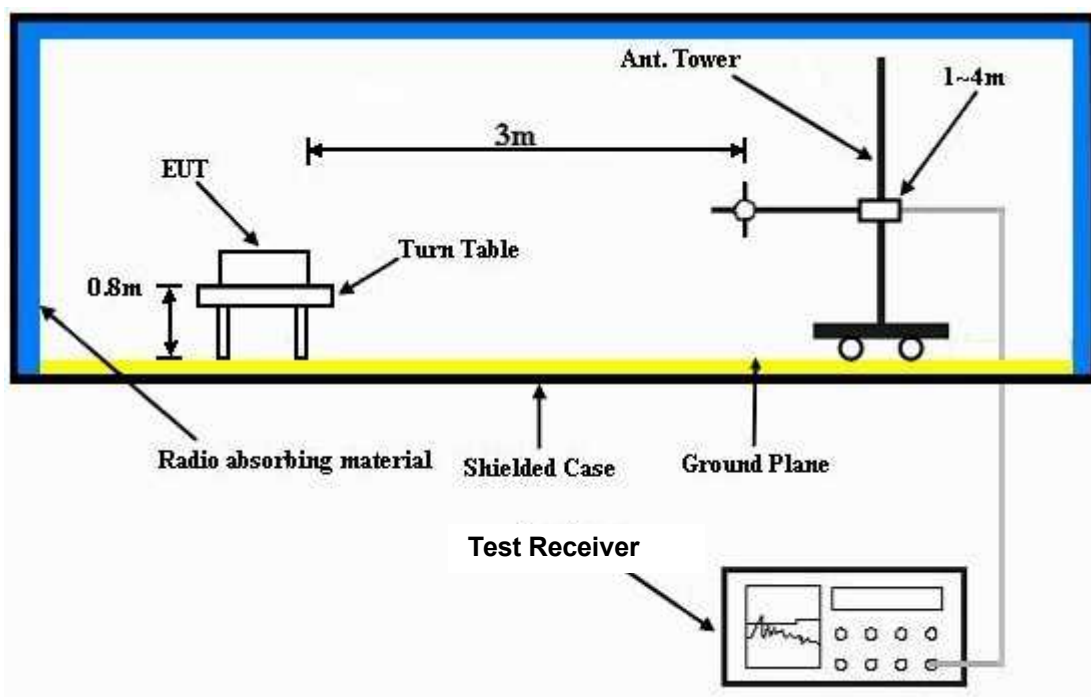 Ant. Tower
1~4m
3m
EUT
Turn Table
0.8m
Radio absorbing material
Shielded Case
Ground Plane
Test Receiver